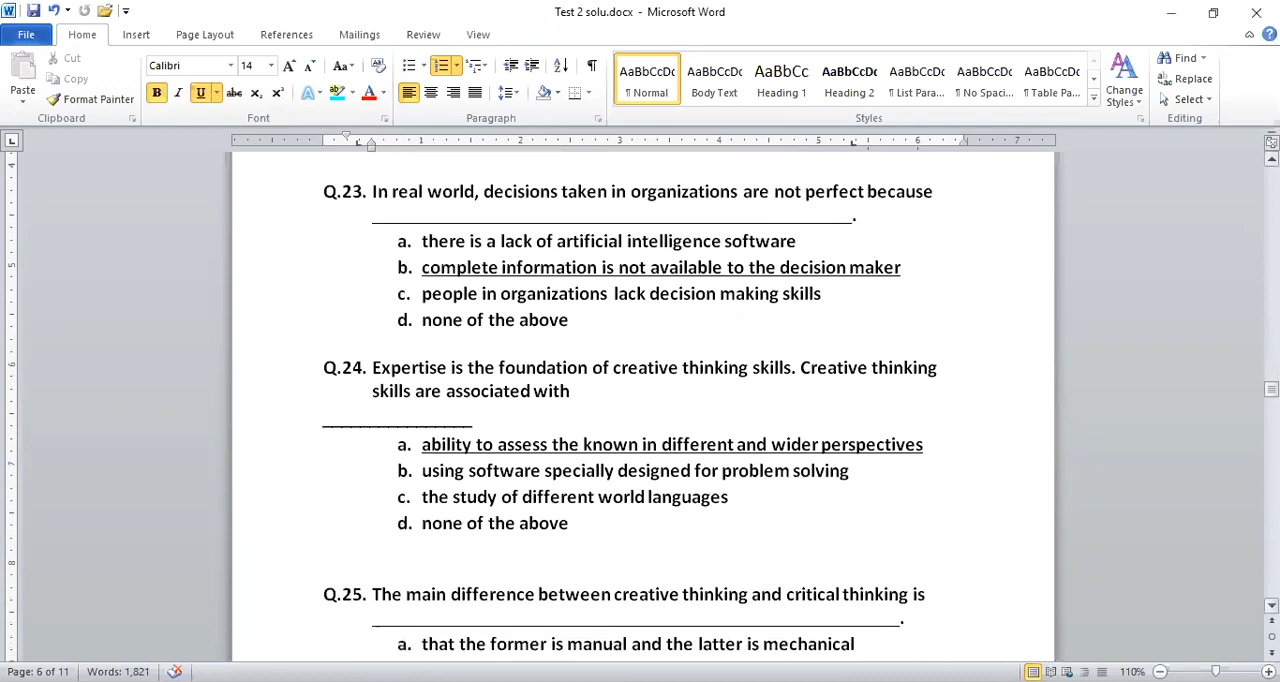 Test 2 solu.docx - Microsoft Word
File Home Insert Page Layout References Mailings Review View
Cut
Copy
Format Painter
Paste
Calibri 14
Clipboard Font Paragraph Styles Editing
AaBbCcDc AaBbCcDc AaBbCc AaBbCcDc AaBbCcDc AaBbCcDc AaBbCcDc
¶ Normal Body Text Heading 1 Heading 2 ¶ List Para... ¶ No Spaci... ¶ Table Pa...
Change Styles
Find
Replace
Select
Q.23. In real world, decisions taken in organizations are not perfect because
___________________________________________________.
a. there is a lack of artificial intelligence software
b. complete information is not available to the decision maker
c. people in organizations lack decision making skills
d. none of the above
Q.24. Expertise is the foundation of creative thinking skills. Creative thinking
skills are associated with
________________
a. ability to assess the known in different and wider perspectives
b. using software specially designed for problem solving
c. the study of different world languages
d. none of the above
Q.25. The main difference between creative thinking and critical thinking is
________________________________________________________.
a. that the former is manual and the latter is mechanical
Page: 6 of 11 Words: 1,821 110%